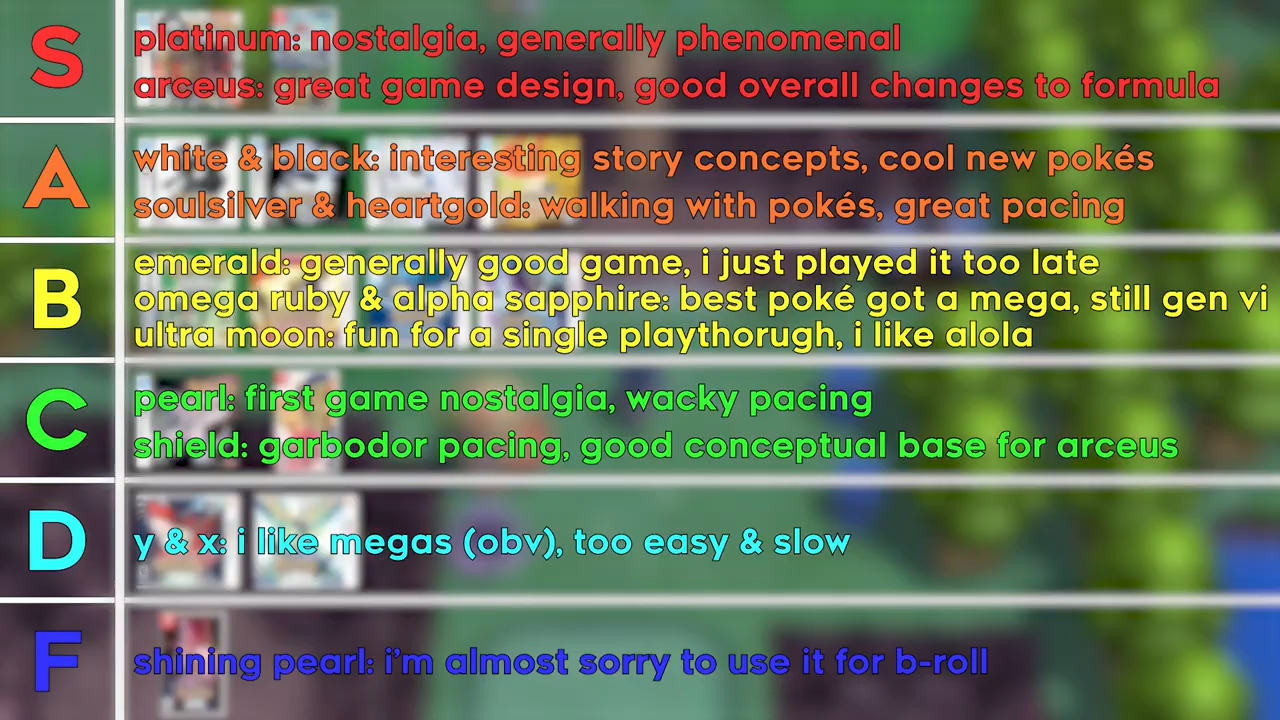 S
platinum: nostalgia, generally phenomenal
arceus: great game design, good overall changes to formula
A
white & black: interesting story concepts, cool new pokés
soulsilver & heartgold: walking with pokés, great pacing
B
emerald: generally good game, i just played it too late
omega ruby & alpha sapphire: best poké got a mega, still gen vi
ultra moon: fun for a single playthorugh, i like alola
C
pearl: first game nostalgia, wacky pacing
shield: garbodor pacing, good conceptual base for arceus
D
y & x: i like megas (obv), too easy & slow
F
shining pearl: i'm almost sorry to use it for b-roll